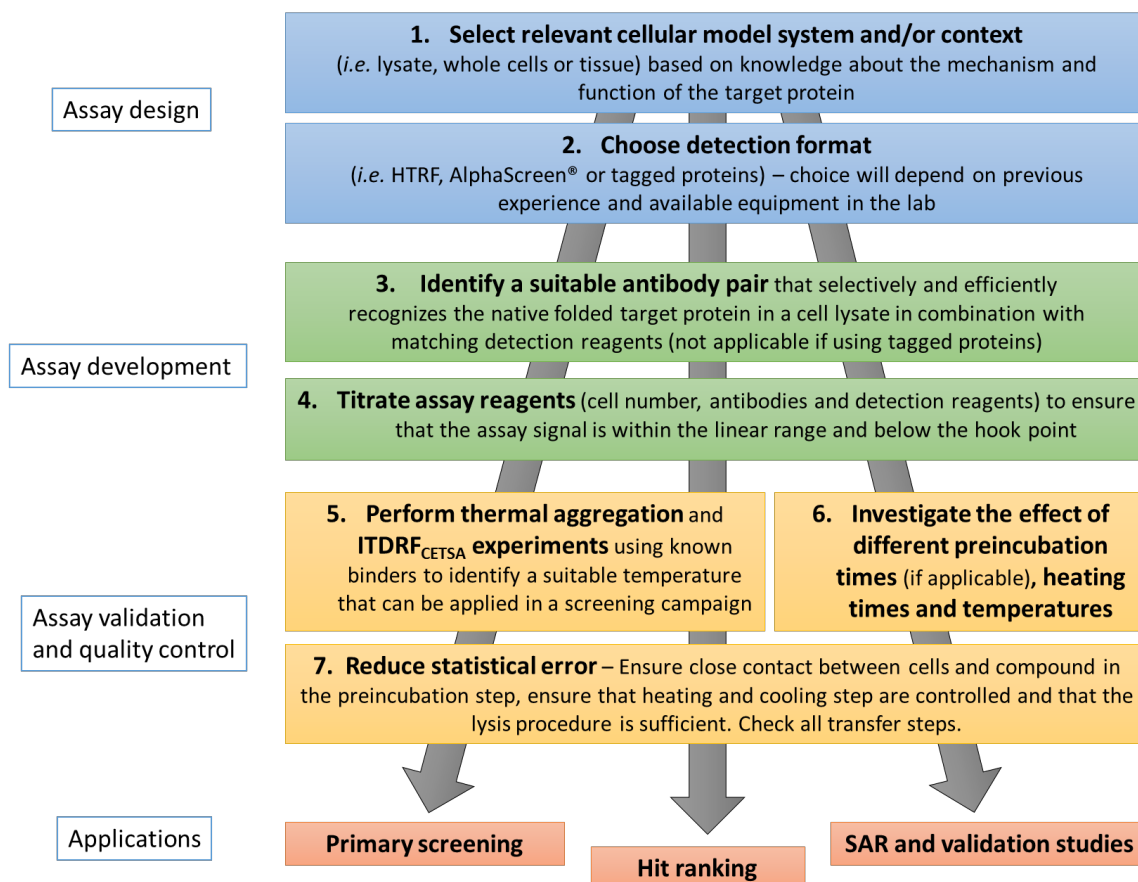 Assay design
1. Select relevant cellular model system and/or context
(i.e. lysate, whole cells or tissue) based on knowledge about the mechanism and
function of the target protein
2. Choose detection format
(i.e. HTRF, AlphaScreen® or tagged proteins) – choice will depend on previous
experience and available equipment in the lab
Assay development
3. Identify a suitable antibody pair that selectively and efficiently
recognizes the native folded target protein in a cell lysate in combination with
matching detection reagents (not applicable if using tagged proteins)
4. Titrate assay reagents (cell number, antibodies and detection reagents) to ensure
that the assay signal is within the linear range and below the hook point
Assay validation
and quality control
5. Perform thermal aggregation and
ITDRFCETSA experiments using known
binders to identify a suitable temperature
that can be applied in a screening campaign
6. Investigate the effect of
different preincubation
times (if applicable), heating
times and temperatures
7. Reduce statistical error – Ensure close contact between cells and compound in
the preincubation step, ensure that heating and cooling step are controlled and that the
lysis procedure is sufficient. Check all transfer steps.
Applications
Primary screening
Hit ranking
SAR and validation studies